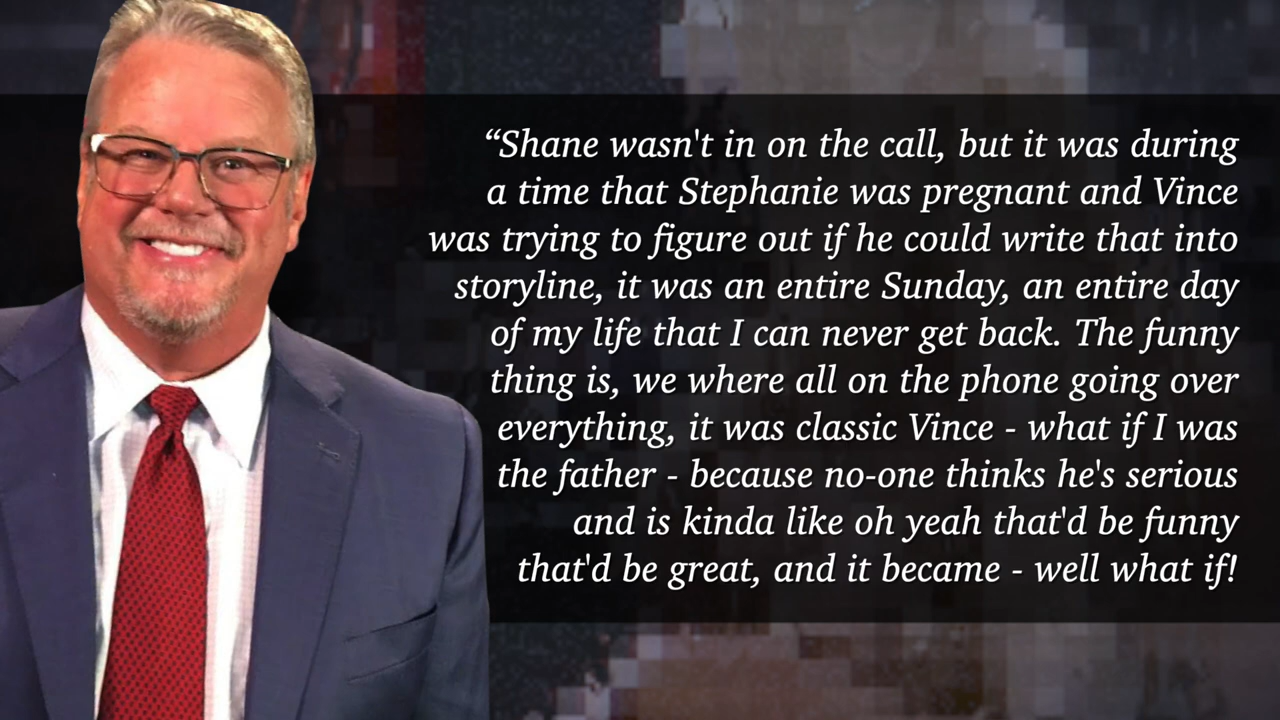 “Shane wasn't in on the call, but it was during
a time that Stephanie was pregnant and Vince
was trying to figure out if he could write that into
storyline, it was an entire Sunday, an entire day
of my life that I can never get back. The funny
thing is, we where all on the phone going over
everything, it was classic Vince - what if I was
the father - because no-one thinks he's serious
and is kinda like oh yeah that'd be funny
that'd be great, and it became - well what if!